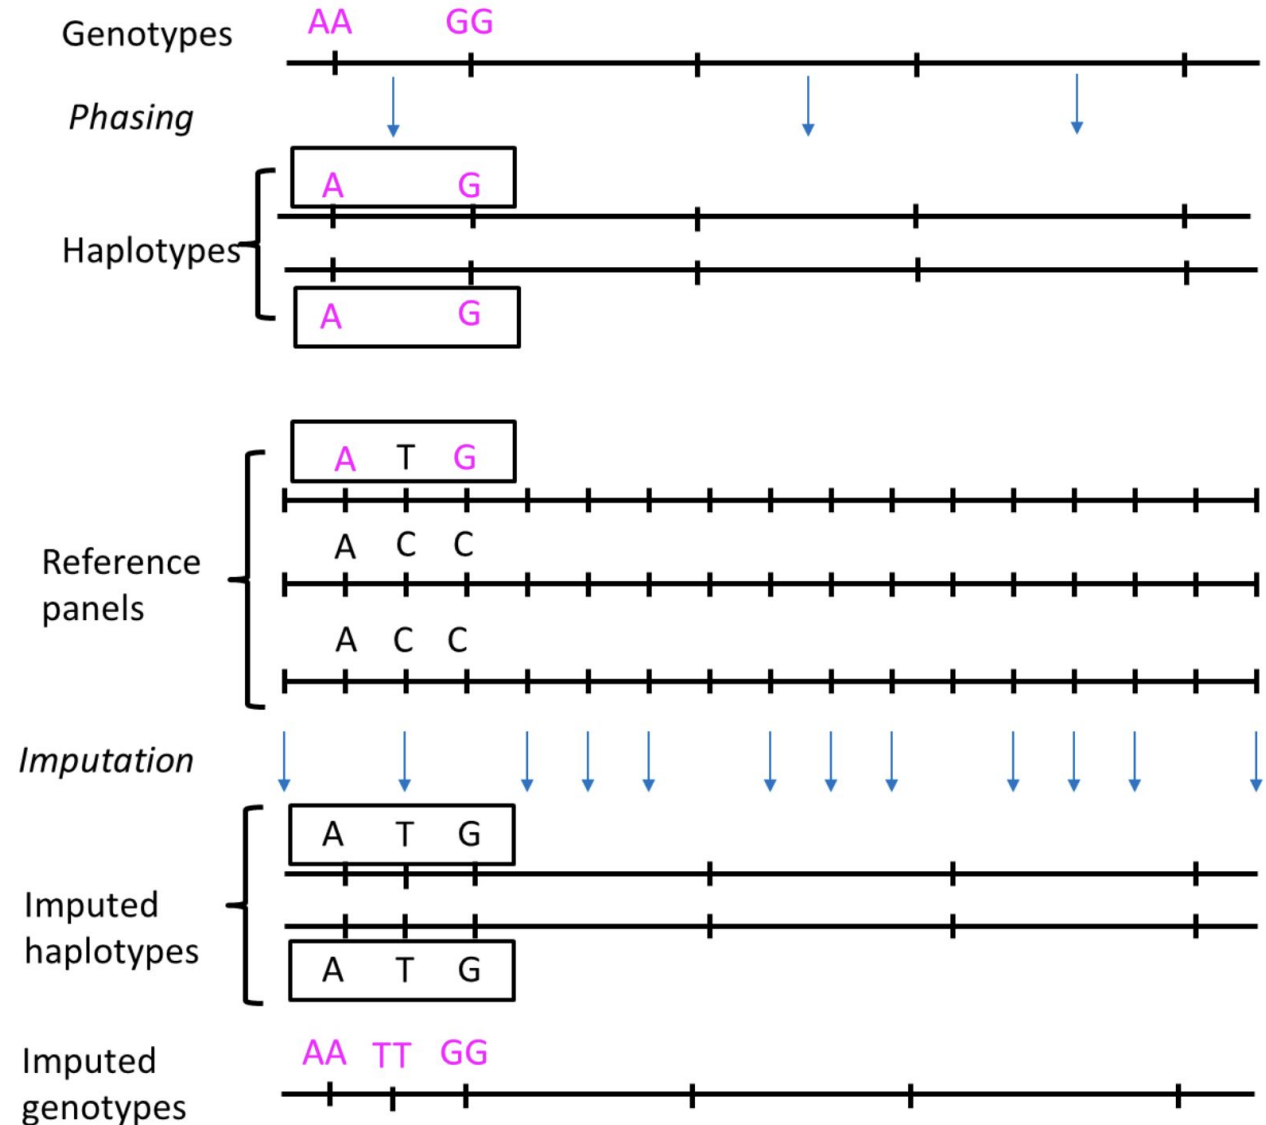 AA GG
Genotypes
Phasing
A G
Haplotypes
A G
A T G
A C C
Reference
panels
A C C
Imputation
A T G
Imputed
haplotypes
A T G
AA TT GG
Imputed
genotypes